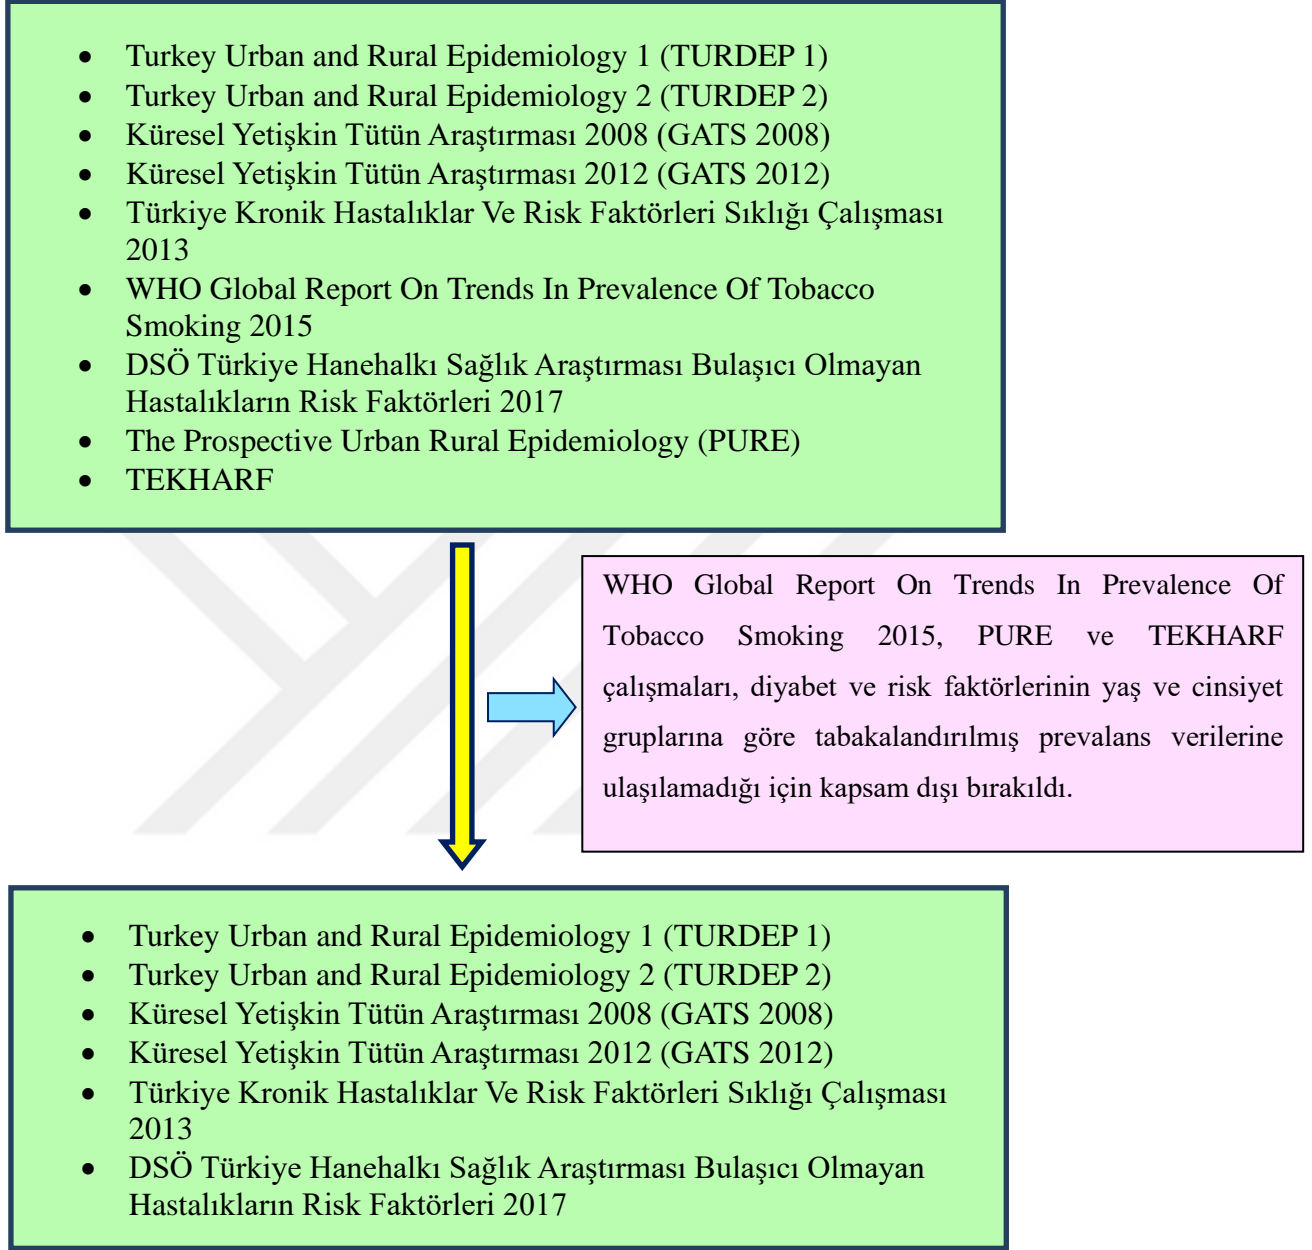 • Turkey Urban and Rural Epidemiology 1 (TURDEP 1)
• Turkey Urban and Rural Epidemiology 2 (TURDEP 2)
• Küresel Yetişkin Tütün Araştırması 2008 (GATS 2008)
• Küresel Yetişkin Tütün Araştırması 2012 (GATS 2012)
• Türkiye Kronik Hastalıklar Ve Risk Faktörleri Sıklığı Çalışması
2013
• WHO Global Report On Trends In Prevalence Of Tobacco
Smoking 2015
• DSÖ Türkiye Hanehalkı Sağlık Araştırması Bulaşıcı Olmayan
Hastalıkların Risk Faktörleri 2017
• The Prospective Urban Rural Epidemiology (PURE)
• TEKHARF
WHO Global Report On Trends In Prevalence Of
Tobacco Smoking 2015, PURE ve TEKHARF
çalışmaları, diyabet ve risk faktörlerinin yaş ve cinsiyet
gruplarına göre tabakalandırılmış prevalans verilerine
ulaşılamadığı için kapsam dışı bırakıldı.
• Turkey Urban and Rural Epidemiology 1 (TURDEP 1)
• Turkey Urban and Rural Epidemiology 2 (TURDEP 2)
• Küresel Yetişkin Tütün Araştırması 2008 (GATS 2008)
• Küresel Yetişkin Tütün Araştırması 2012 (GATS 2012)
• Türkiye Kronik Hastalıklar Ve Risk Faktörleri Sıklığı Çalışması
2013
• DSÖ Türkiye Hanehalkı Sağlık Araştırması Bulaşıcı Olmayan
Hastalıkların Risk Faktörleri 2017